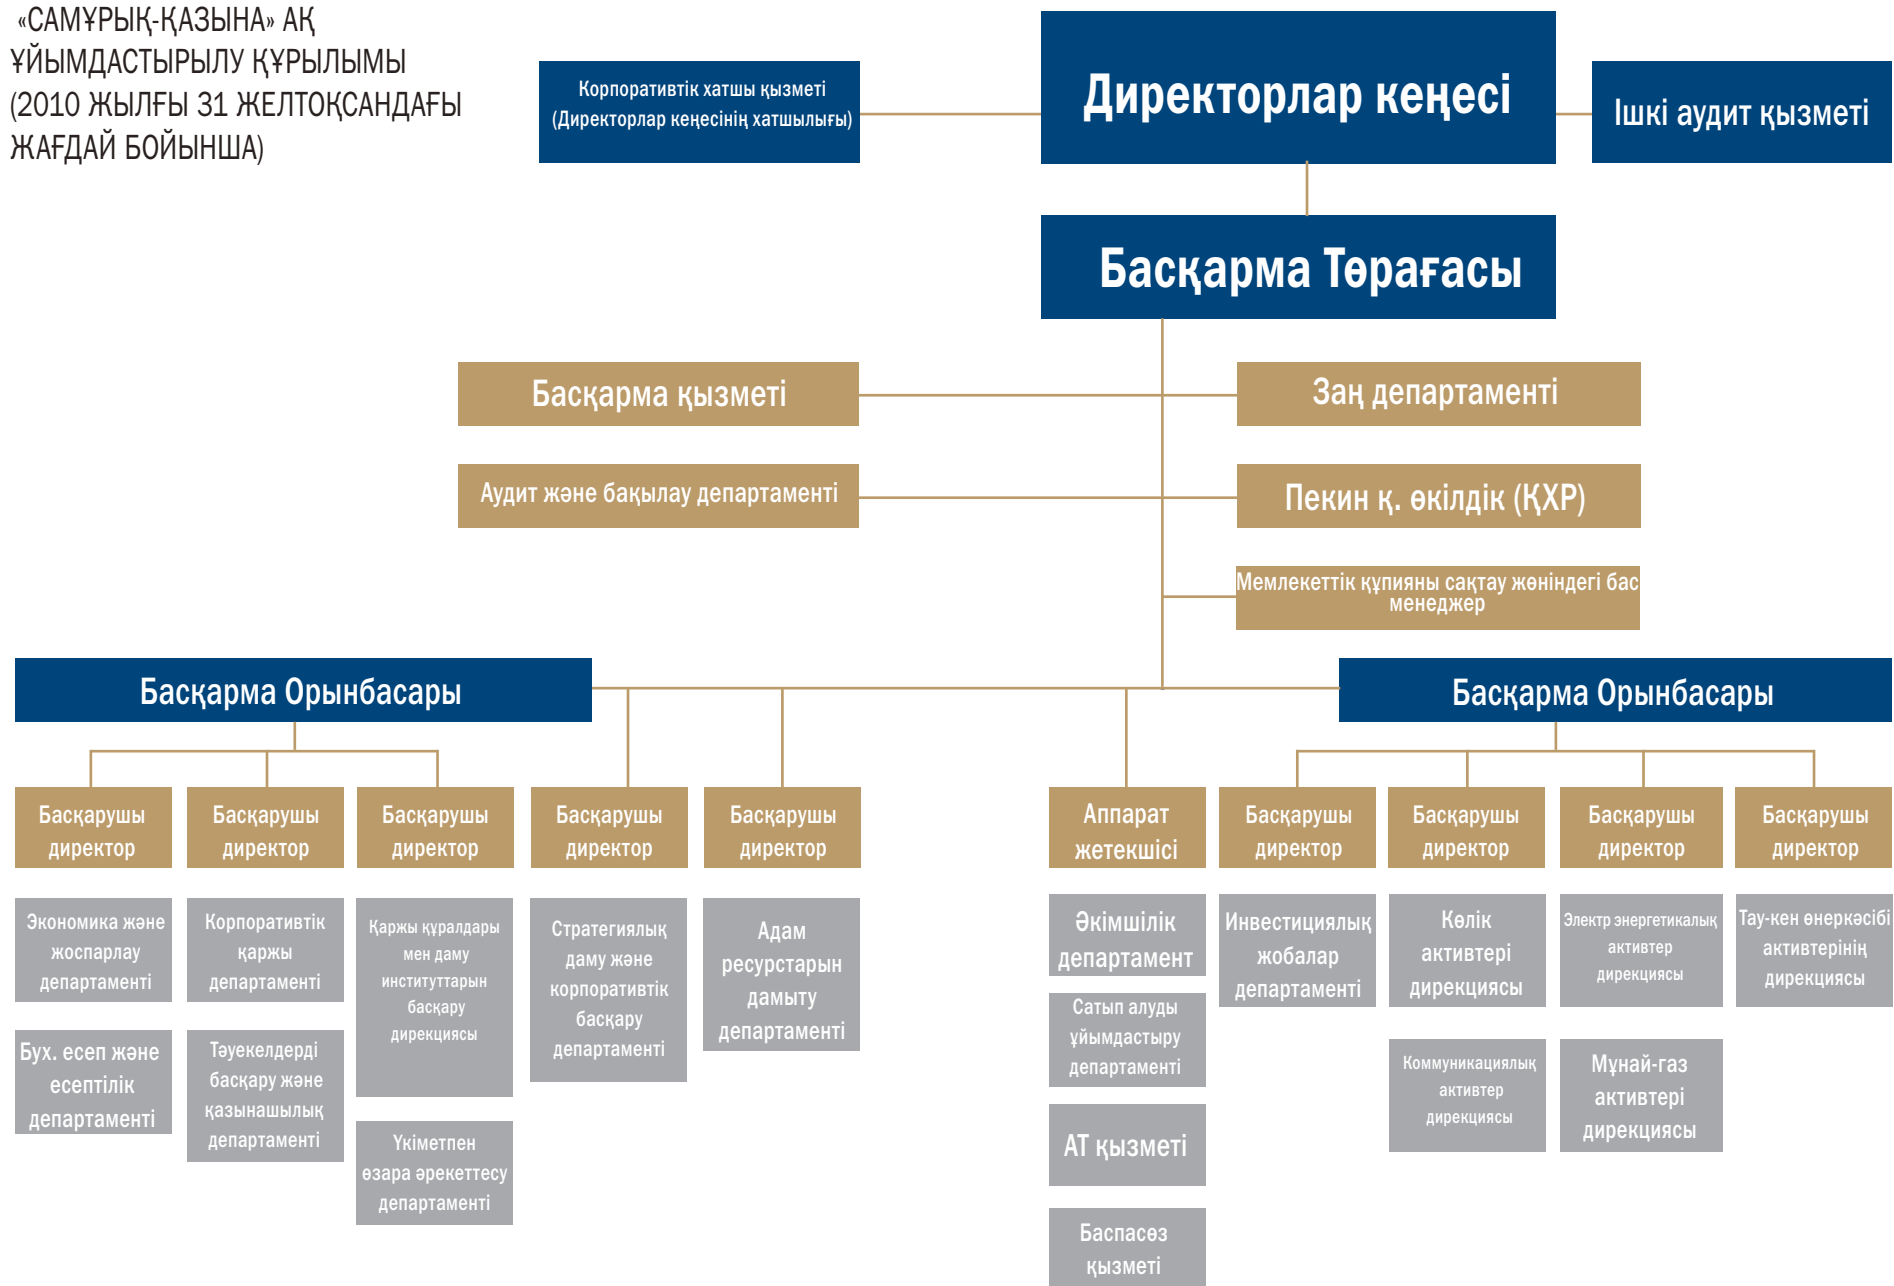 «САМҰРЫҚ-ҚАЗЫНА» АҚ
ҰЙЫМДАСТЫРЫЛУ ҚҰРЫЛЫМЫ
(2010 ЖЫЛҒЫ 31 ЖЕЛТОҚСАНДАҒЫ
ЖАҒДАЙ БОЙЫНША)
Корпоративтік хатшы қызметі
(Директорлар кеңесінің хатшылығы)
Директорлар кеңесі
Ішкі аудит қызметі
Басқарма Төрағасы
Басқарма қызметі
Заң департаменті
Аудит және бақылау департаменті
Пекин қ. өкілдік (ҚХР)
Мемлекеттік құпияны сақтау жөніндегі бас
менеджер
Басқарма Орынбасары
Басқарма Орынбасары
Басқарушы
директор
Басқарушы
директор
Басқарушы
директор
Басқарушы
директор
Басқарушы
директор
Аппарат
жетекшісі
Басқарушы
директор
Басқарушы
директор
Басқарушы
директор
Басқарушы
директор
Экономика және
жоспарлау
департаменті
Корпоративтік
қаржы
департаменті
Қаржы құралдары
мен даму
институттарын
басқару
дирекциясы
Стратегиялық
даму және
корпоративтік
басқару
департаменті
Адам
ресурстарын
дамыту
департаменті
Әкімшілік
департамент
Инвестициялық
жобалар
департаменті
Көлік
активтері
дирекциясы
Электр энергетикалық
активтер
дирекциясы
Тау-кен өнеркәсібі
активтерінің
дирекциясы
Бух. есеп және
есептілік
департаменті
Тәуекелдерді
басқару және
қазынашылық
департаменті
Үкіметпен
өзара әрекеттесу
департаменті
Сатып алуды
ұйымдастыру
департаменті
Коммуникациялық
активтер
дирекциясы
Мұнай-газ
активтері
дирекциясы
АТ қызметі
Баспасөз
қызметі